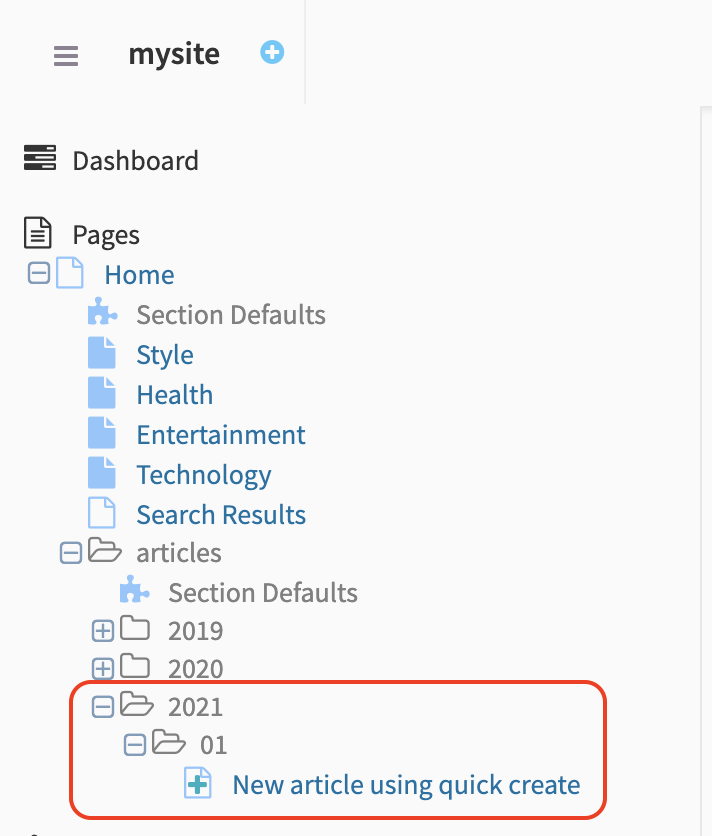 mysite
Dashboard
Pages
Home
Section Defaults
Style
Health
Entertainment
Technology
Search Results
articles
Section Defaults
2019
2020
2021
01
New article using quick create